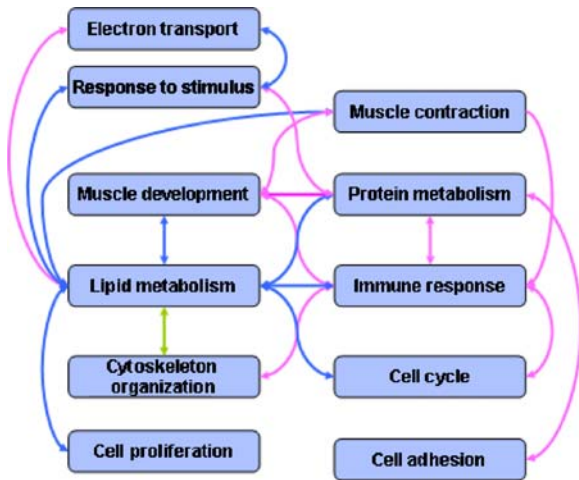 Electron transport
Response to stimulus
Muscle contraction
Muscle development
Protein metabolism
Lipid metabolism
Immune response
Cytoskeleton
organization
Cell cycle
Cell proliferation
Cell adhesion